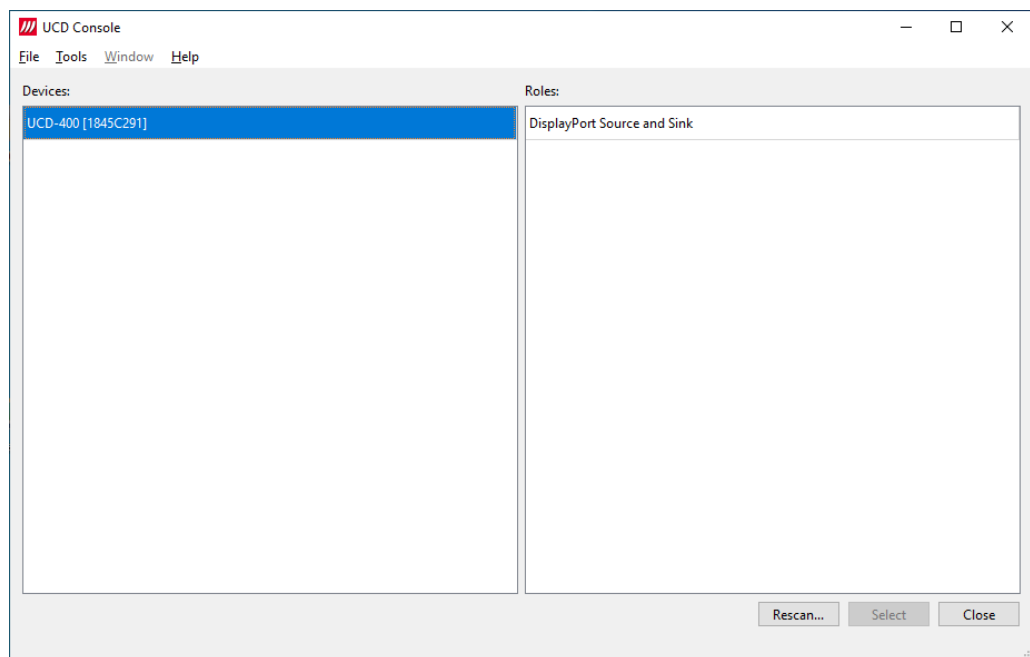 UCD Console
File Tools Window Help
Devices:
UCD-400 [1845C291]
Roles:
DisplayPort Source and Sink
Rescan... Select Close